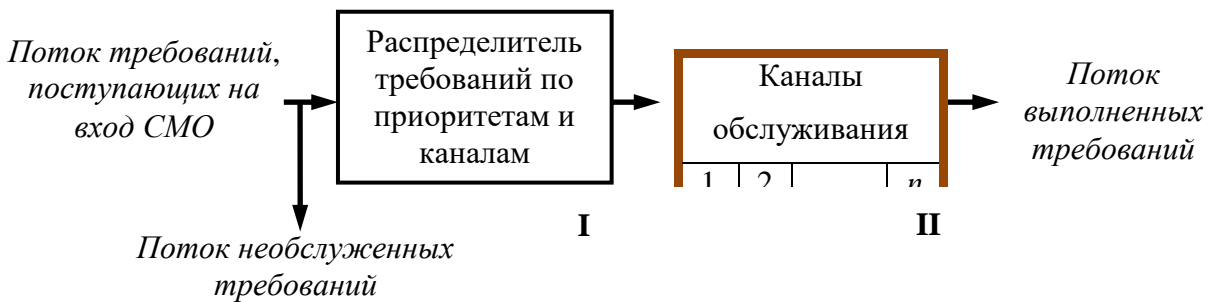 Поток требований,
поступающих на
вход СМО
Распределитель
требований по
приоритетам и
каналам
Каналы
обслуживания
1 2 n
Поток
выполненных
требований
I
II
Поток необслуженных
требований